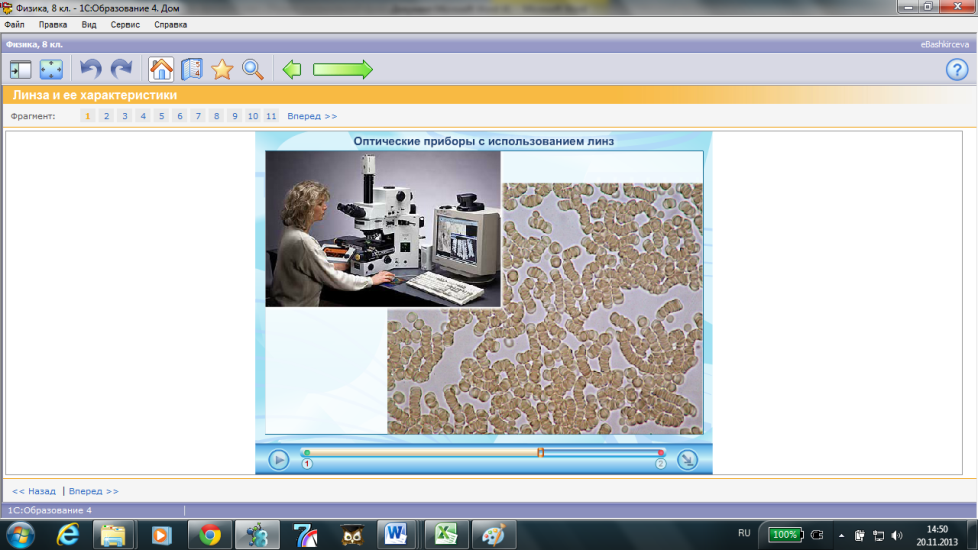 Физика, 8 кл. - 1С:Образование 4. Дом
Файл Правка Вид Сервис Справка
Физика, 8 кл. eBashkirceva
Линза и ее характеристики
Фрагмент: 1 2 3 4 5 6 7 8 9 10 11 Вперед >>
Оптические приборы с использованием линз
1 2
<< Назад | Вперед >>
1С:Образование 4
RU 100% 14:50
20.11.2013